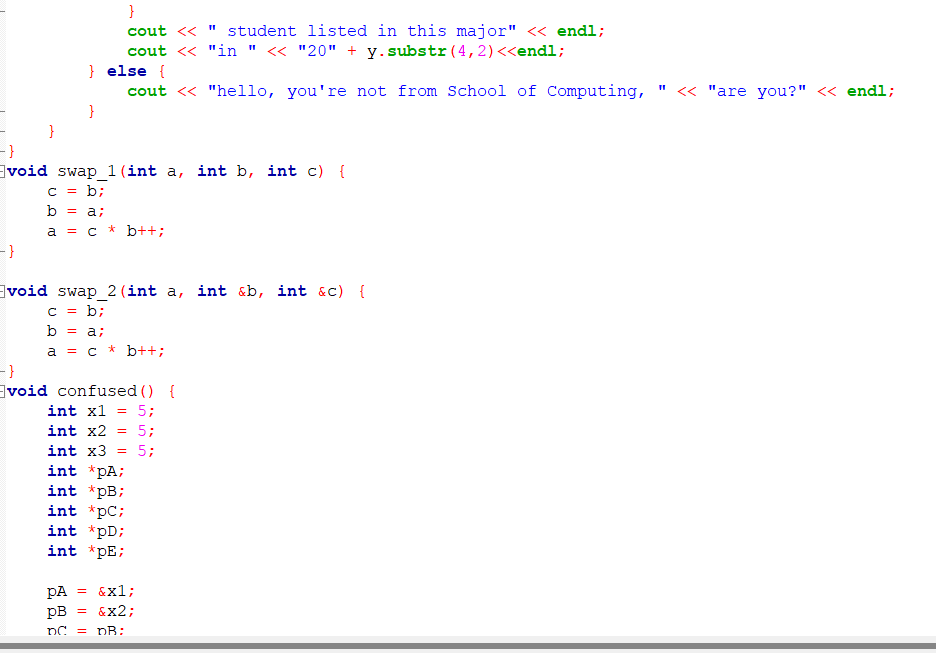 }
cout << " student listed in this major" << endl;
cout << "in " << "20" + y.substr(4,2)<<endl;
} else {
cout << "hello, you're not from School of Computing, " << "are you?" << endl;
}
}
}
void swap_1(int a, int b, int c) {
c = b;
b = a;
a = c * b++;
}
void swap_2(int a, int &b, int &c) {
c = b;
b = a;
a = c * b++;
}
void confused() {
int x1 = 5;
int x2 = 5;
int x3 = 5;
int *pA;
int *pB;
int *pC;
int *pD;
int *pE;
pA = &x1;
pB = &x2;
pC = pB;